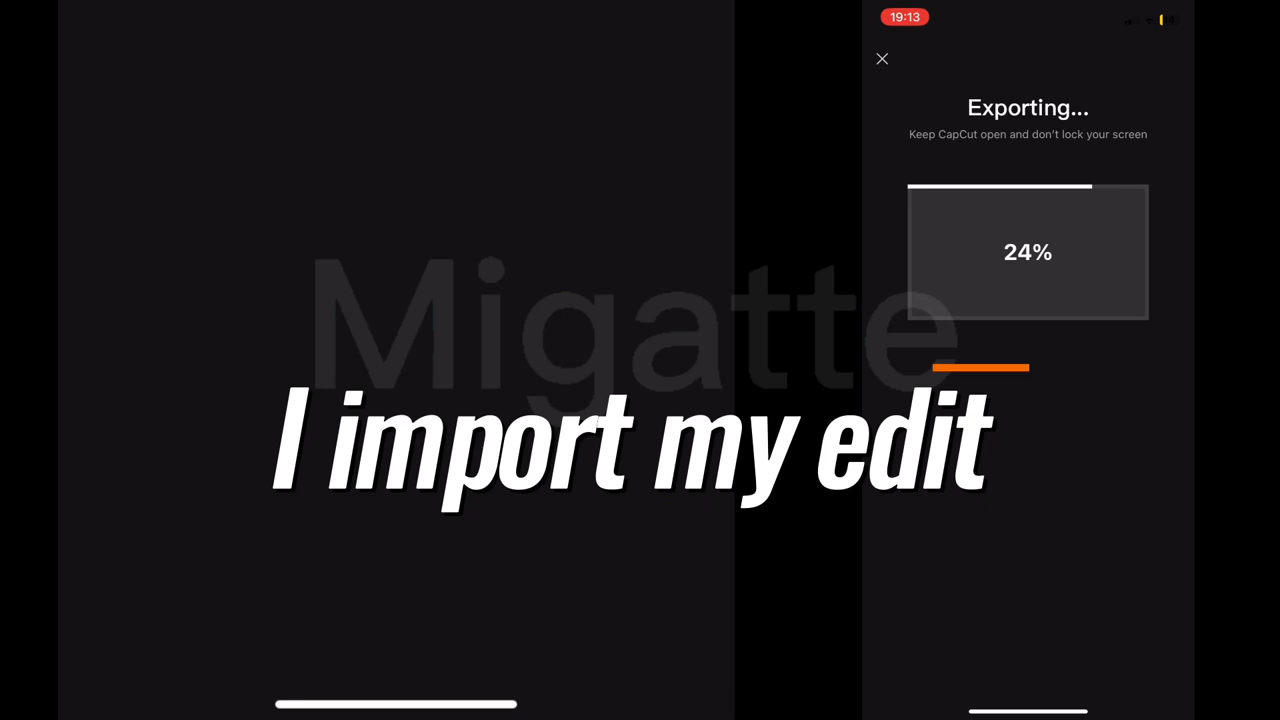 19:13
Exporting...
Keep CapCut open and don't lock your screen
24%
Migatte
I import my edit